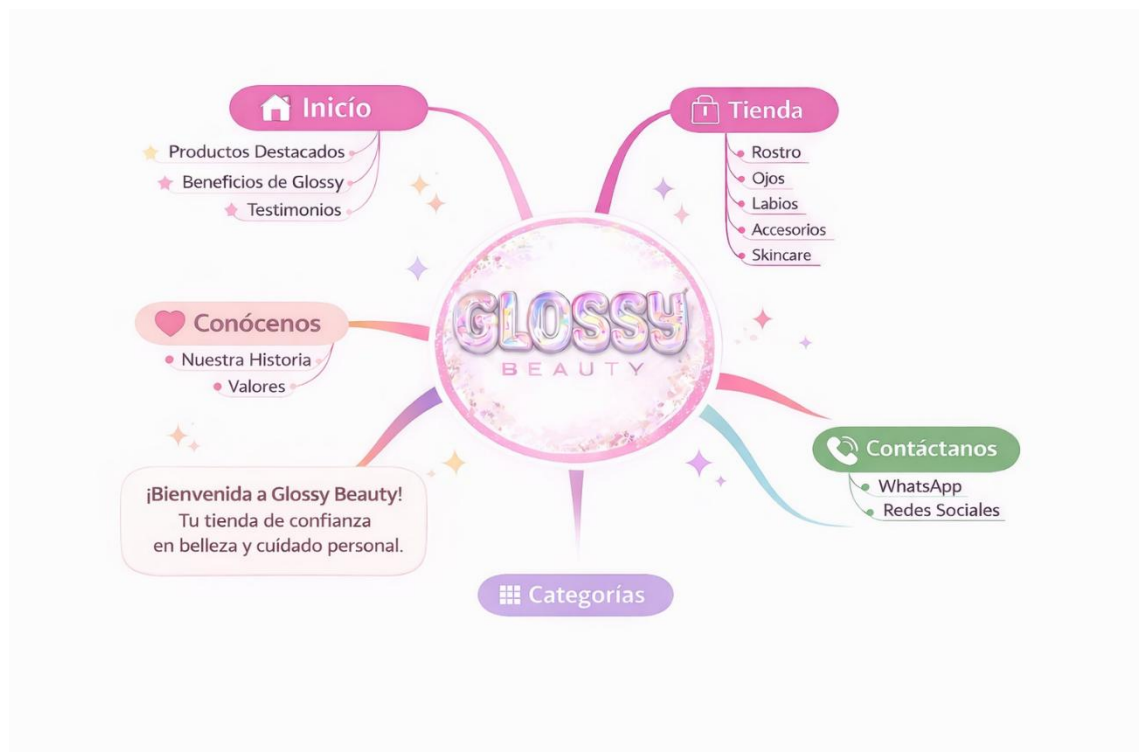 Inicío
Productos Destacados
Beneficios de Glossy
Testimonios
Tienda
Rostro
Ojos
Labios
Accesorios
Skincare
GLOSSY
BEAUTY
Conócenos
Nuestra Historia
Valores
¡Bienvenida a Glossy Beauty!
Tu tienda de confianza
en belleza y cuídado personal.
Contáctanos
WhatsApp
Redes Sociales
Categorías